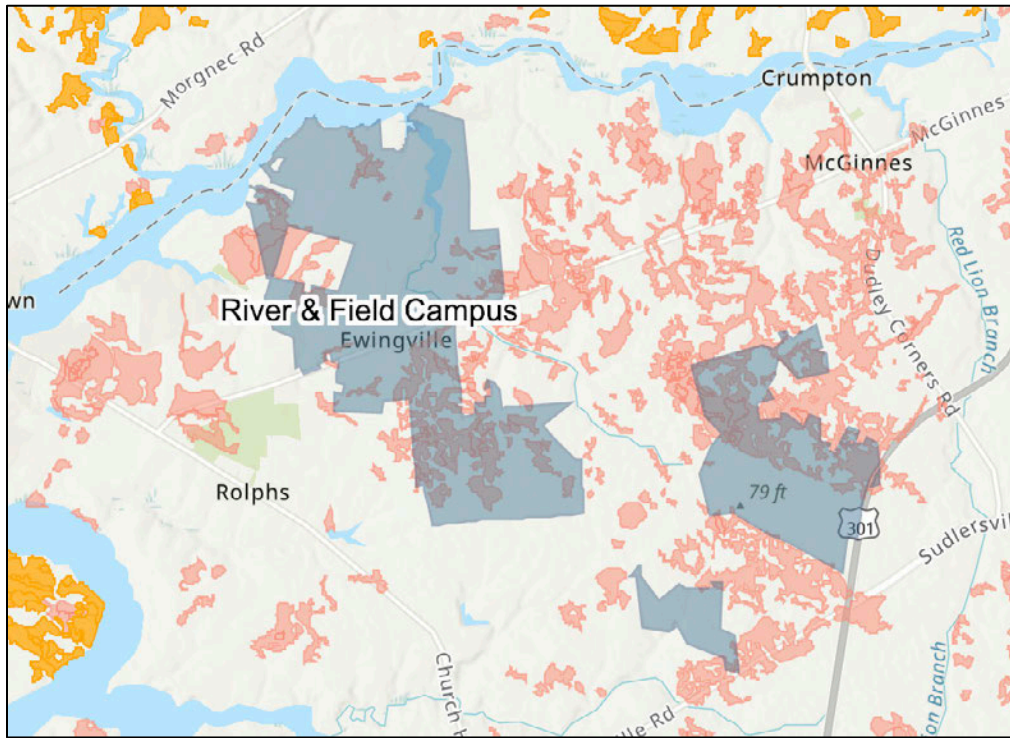 Morgnec Rd
Crumpton
McGinnes
McGinnes
Red Lion Branch
Dudley Corners Rd
wn
River & Field Campus
Ewingville
Rolphs
79 ft
301
Sudlersvil
Church H
lle Rd
on Branch